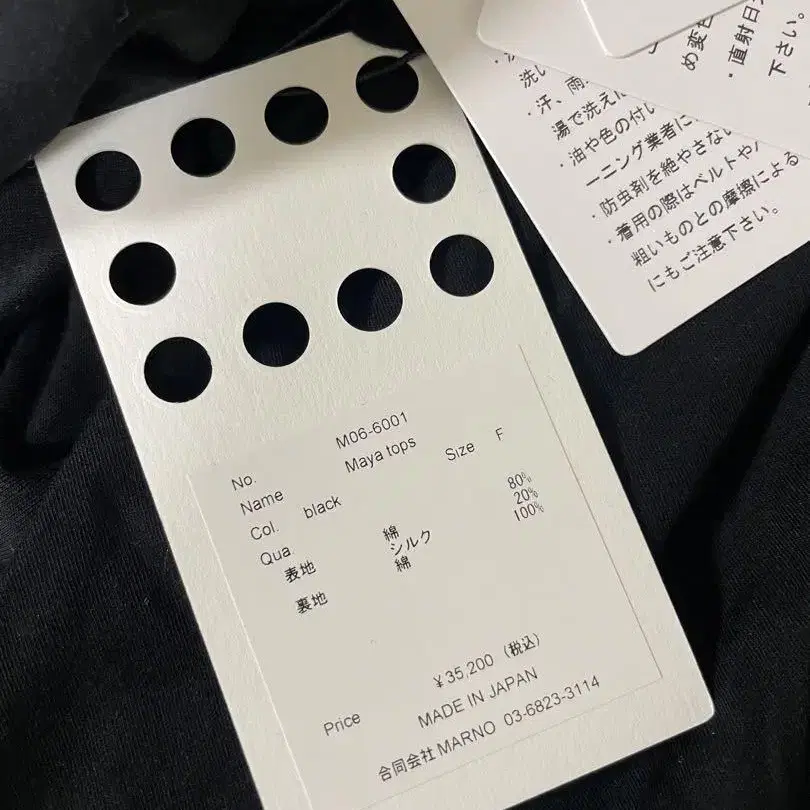 No. M06-6001
Name Maya tops
Col. black Size F
Qua.
表地 綿 80%
シルク 20%
裏地 綿 100%
Price ¥35,200（税込）
MADE IN JAPAN
合同会社 MARNO 03-6823-3114
洗い
・汗、雨
湯で洗え
・油や色の付い
ーニング業者に
・防虫剤を絶やさない
・着用の際はベルトや
粗いものとの摩擦による
にもご注意下さい。
め変色
・直射日
下さい。